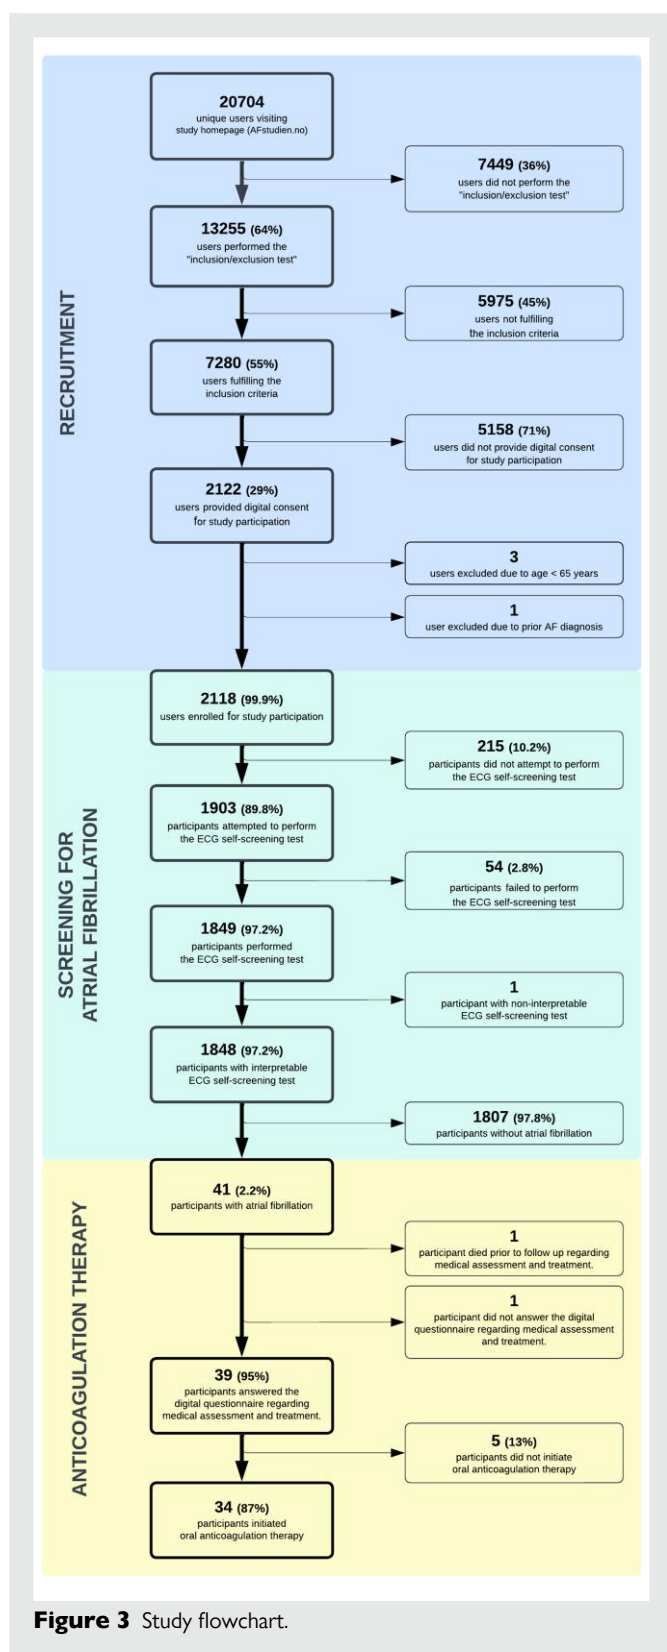 RECRUITMENT
20704
unique users visiting
study homepage (AFstudien.no)
7449 (36%)
users did not perform the
"inclusion/exclusion test"
13255 (64%)
users performed the
"inclusion/exclusion test"
5975 (45%)
users not fulfilling
the inclusion criteria
7280 (55%)
users fulfilling the
inclusion criteria
5158 (71%)
users did not provide digital consent
for study participation
2122 (29%)
users provided digital consent
for study participation
3
users excluded due to age < 65 years
1
user excluded due to prior AF diagnosis
SCREENING FOR
ATRIAL FIBRILLATION
2118 (99.9%)
users enrolled for study participation
215 (10.2%)
participants did not attempt to perform
the ECG self-screening test
1903 (89.8%)
participants attempted to perform
the ECG self-screening test
54 (2.8%)
participants failed to perform
the ECG self-screening test
1849 (97.2%)
participants performed
the ECG self-screening test
1
participant with non-interpretable
ECG self-screening test
1848 (97.2%)
participants with interpretable
ECG self-screening test
1807 (97.8%)
participants without atrial fibrillation
ANTICOAGULATION THERAPY
41 (2.2%)
participants with atrial fibrillation
1
participant died prior to follow up regarding
medical assessment and treatment.
1
participant did not answer the digital
questionnaire regarding medical assessment
and treatment.
39 (95%)
participants answered the
digital questionnaire regarding
medical assessment and treatment.
5 (13%)
participants did not initiate
oral anticoagulation therapy
34 (87%)
participants initiated
oral anticoagulation therapy
Figure 3 Study flowchart.